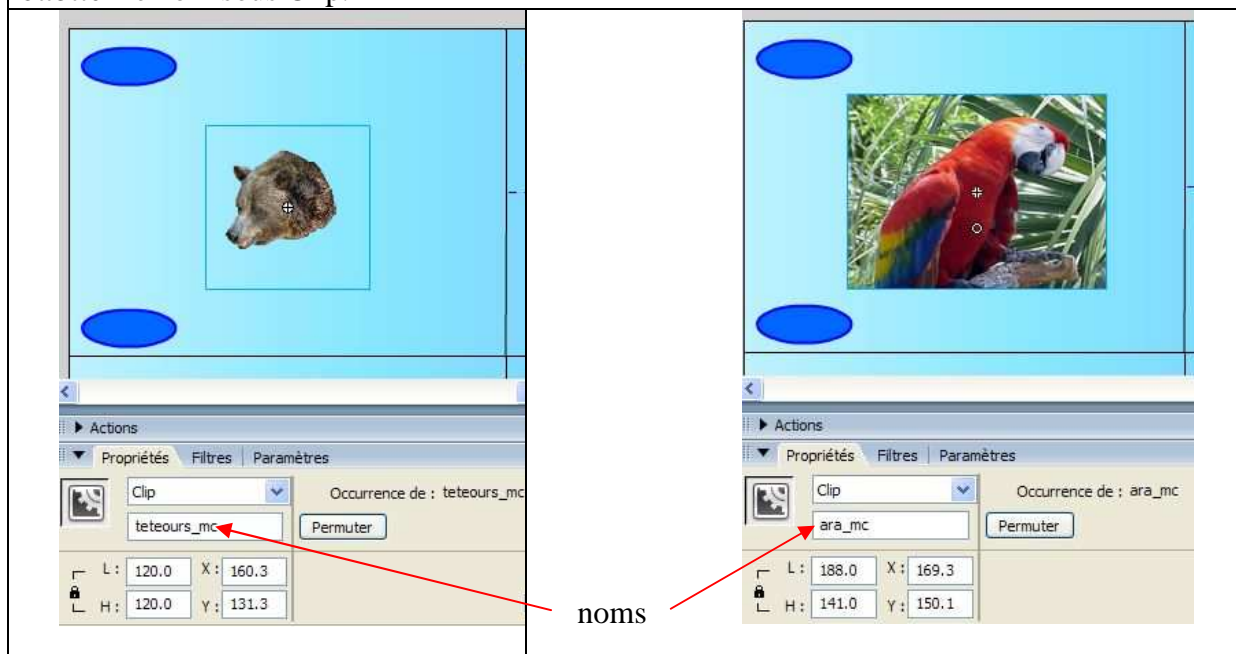 Actions
Propriétés Filtres Paramètres
Clip Occurrence de : teteours_mc
teteours_mc Permuter
L : 120.0 X : 160.3
H : 120.0 Y : 131.3
noms
Actions
Propriétés Filtres Paramètres
Clip Occurrence de : ara_mc
ara_mc Permuter
L : 188.0 X : 169.3
H : 141.0 Y : 150.1